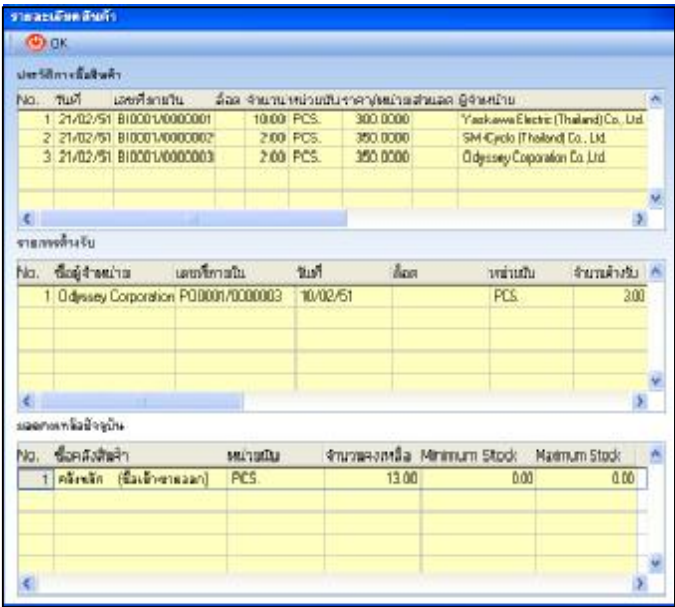 รายละเอียดสินค้า
OK
ประวัติการซื้อสินค้า
No. วันที่ เลขที่ภายใน ล็อต จำนวน หน่วยนับ ราคา/หน่วย ส่วนลด ผู้จำหน่าย
1 21/02/51 BI0001/0000001 10.00 PCS. 300.0000 Yaskawa Electric (Thailand) Co., Ltd.
2 21/02/51 BI0001/0000002 2.00 PCS. 350.0000 SM-Cyclo (Thailand) Co., Ltd.
3 21/02/51 BI0001/0000003 2.00 PCS. 350.0000 Odyssey Corporation Co.,Ltd.
รายการค้างรับ
No. ชื่อผู้จำหน่าย เลขที่ภายใน วันที่ ล็อต หน่วยนับ จำนวนค้างรับ
1 Odyssey Corporation PO0001/0000003 10/02/51 PCS. 3.00
ยอดคงเหลือปัจจุบัน
No. ชื่อคลังสินค้า หน่วยนับ จำนวนคงเหลือ Minimum Stock Maximum Stock
1 คลังหลัก (ซื้อเข้า-ขายออก) PCS. 13.00 0.00 0.00